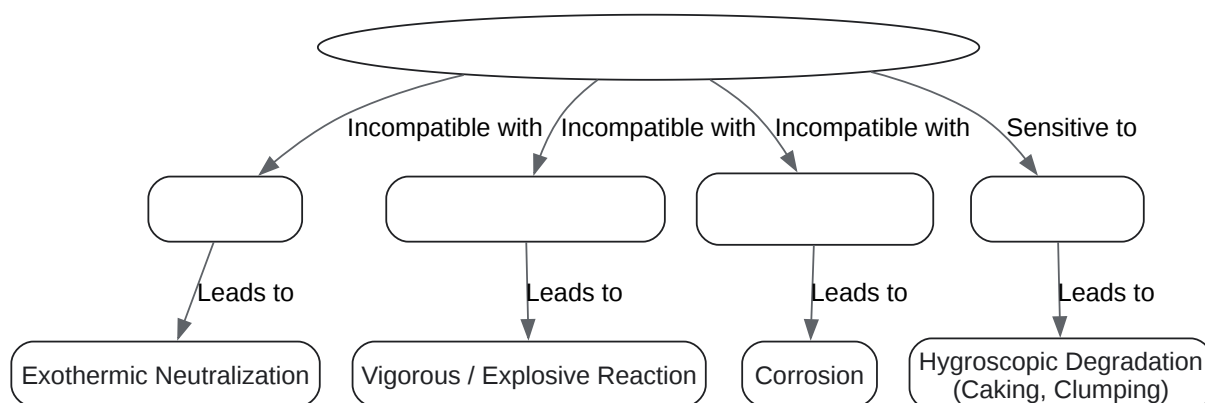 Incompatible with
Incompatible with
Incompatible with
Sensitive to
Leads to
Leads to
Leads to
Leads to
Exothermic Neutralization
Vigorous / Explosive Reaction
Corrosion
Hygroscopic Degradation
(Caking, Clumping)